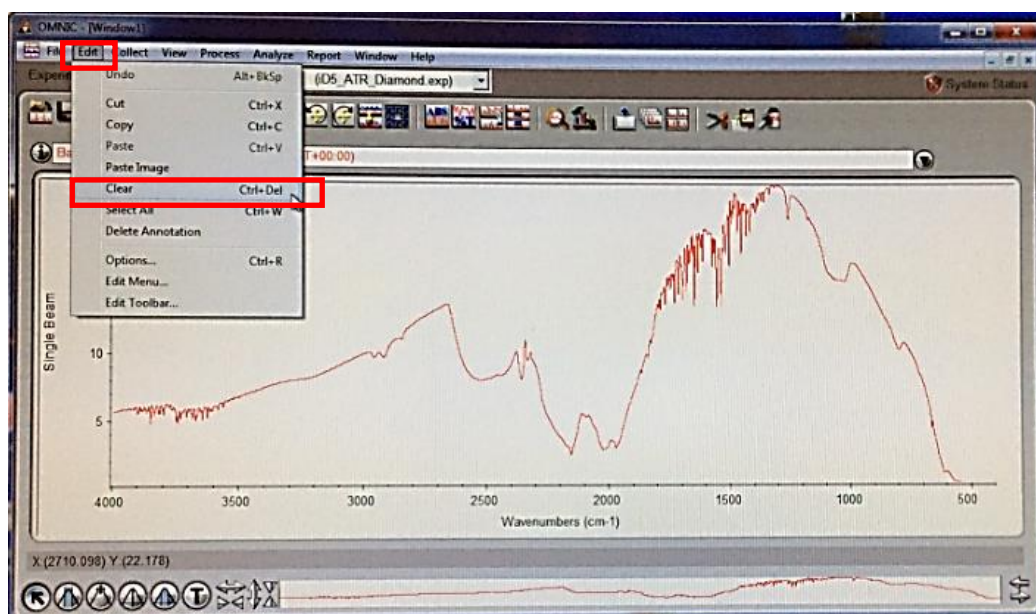 OMNIC - [Window1]
File Edit Collect View Process Analyze Report Window Help
(iD5_ATR_Diamond.exp)
System Status
Undo Alt+BkSp
Cut Ctrl+X
Copy Ctrl+C
Paste Ctrl+V
Paste Image
Clear Ctrl+Del
Select All Ctrl+W
Delete Annotation
Options... Ctrl+R
Edit Menu...
Edit Toolbar...
T+00:00)
ABS
T
Single Beam
10
5
4000 3500 3000 2500 2000 1500 1000 500
Wavenumbers (cm-1)
X:(2710.098) Y:(22.178)
T